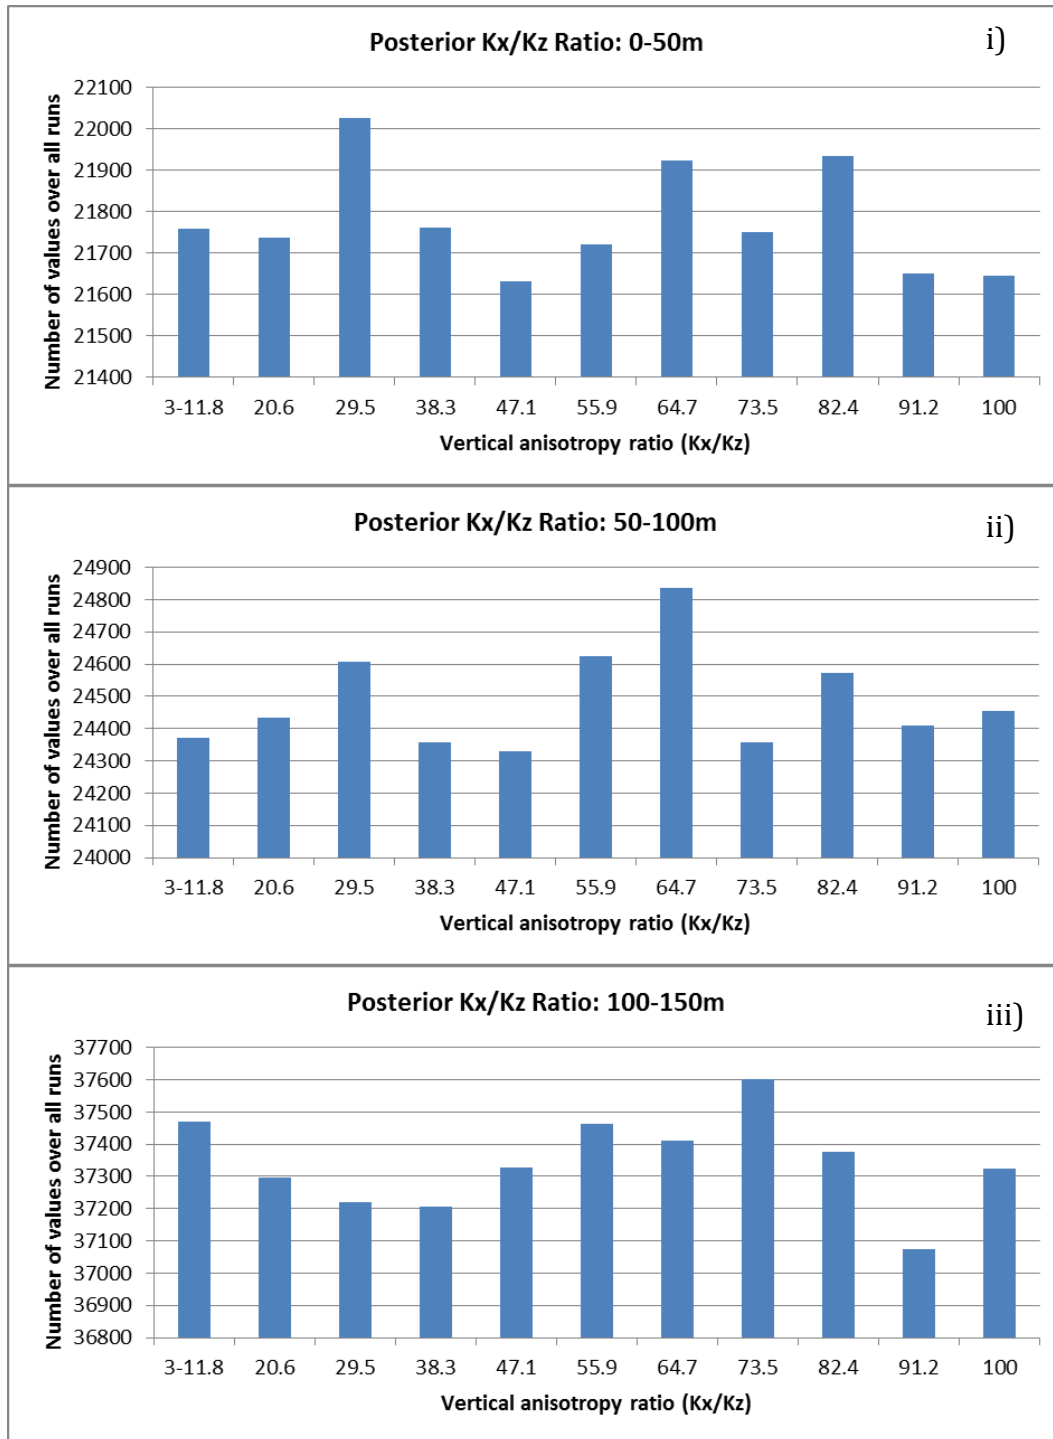 Posterior Kx/Kz Ratio: 0-50m
i)
Number of values over all runs
22100
22000
21900
21800
21700
21600
21500
21400
3-11.8 20.6 29.5 38.3 47.1 55.9 64.7 73.5 82.4 91.2 100
Vertical anisotropy ratio (Kx/Kz)
Posterior Kx/Kz Ratio: 50-100m
ii)
Number of values over all runs
24900
24800
24700
24600
24500
24400
24300
24200
24100
24000
3-11.8 20.6 29.5 38.3 47.1 55.9 64.7 73.5 82.4 91.2 100
Vertical anisotropy ratio (Kx/Kz)
Posterior Kx/Kz Ratio: 100-150m
iii)
Number of values over all runs
37700
37600
37500
37400
37300
37200
37100
37000
36900
36800
3-11.8 20.6 29.5 38.3 47.1 55.9 64.7 73.5 82.4 91.2 100
Vertical anisotropy ratio (Kx/Kz)